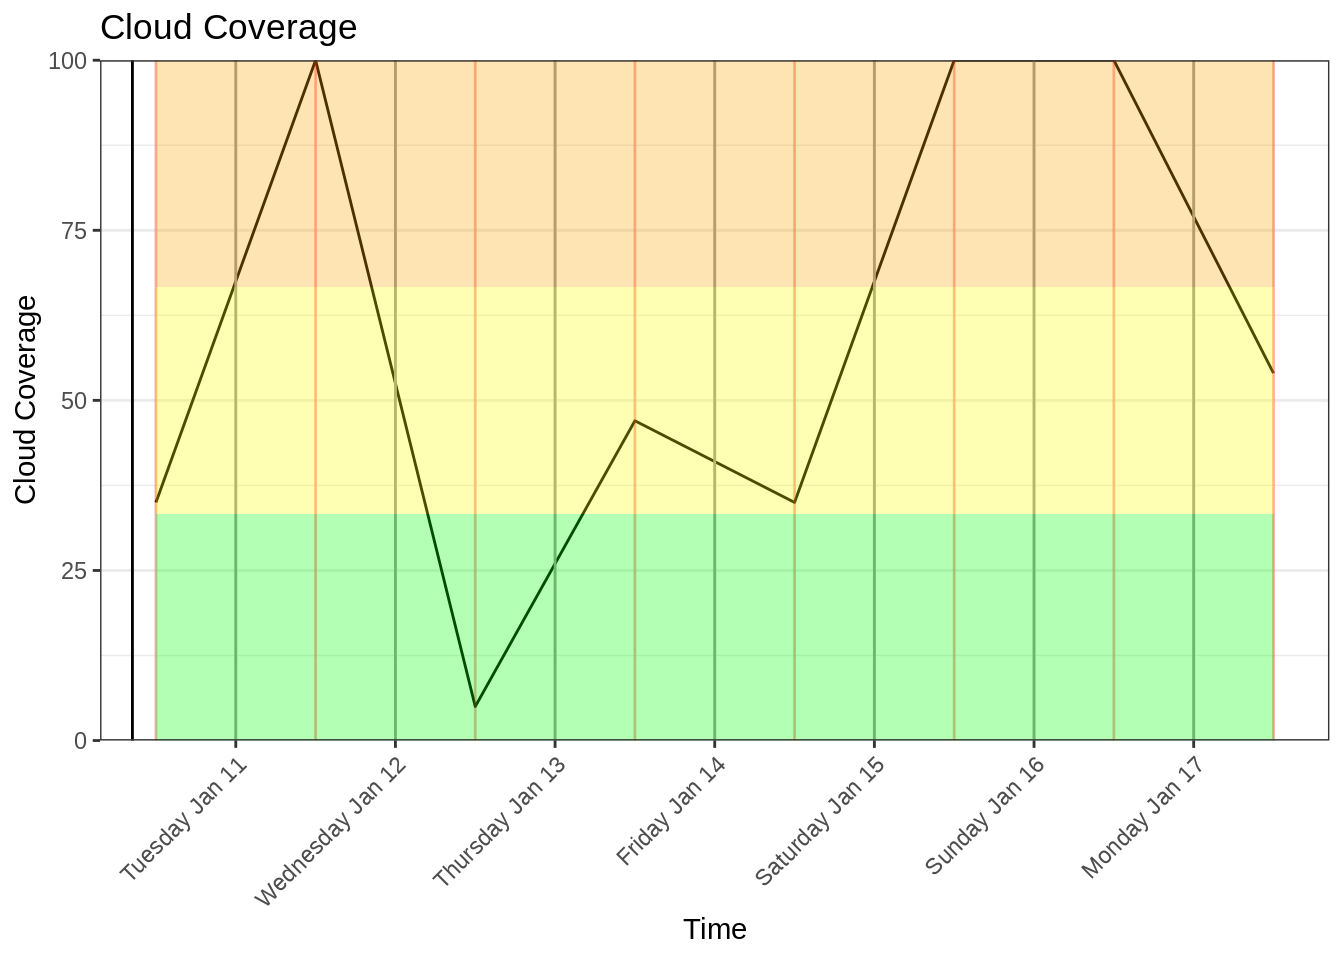 Cloud Coverage
Cloud Coverage
100
75
50
25
0
Tuesday Jan 11
Wednesday Jan 12
Thursday Jan 13
Friday Jan 14
Saturday Jan 15
Sunday Jan 16
Monday Jan 17
Time